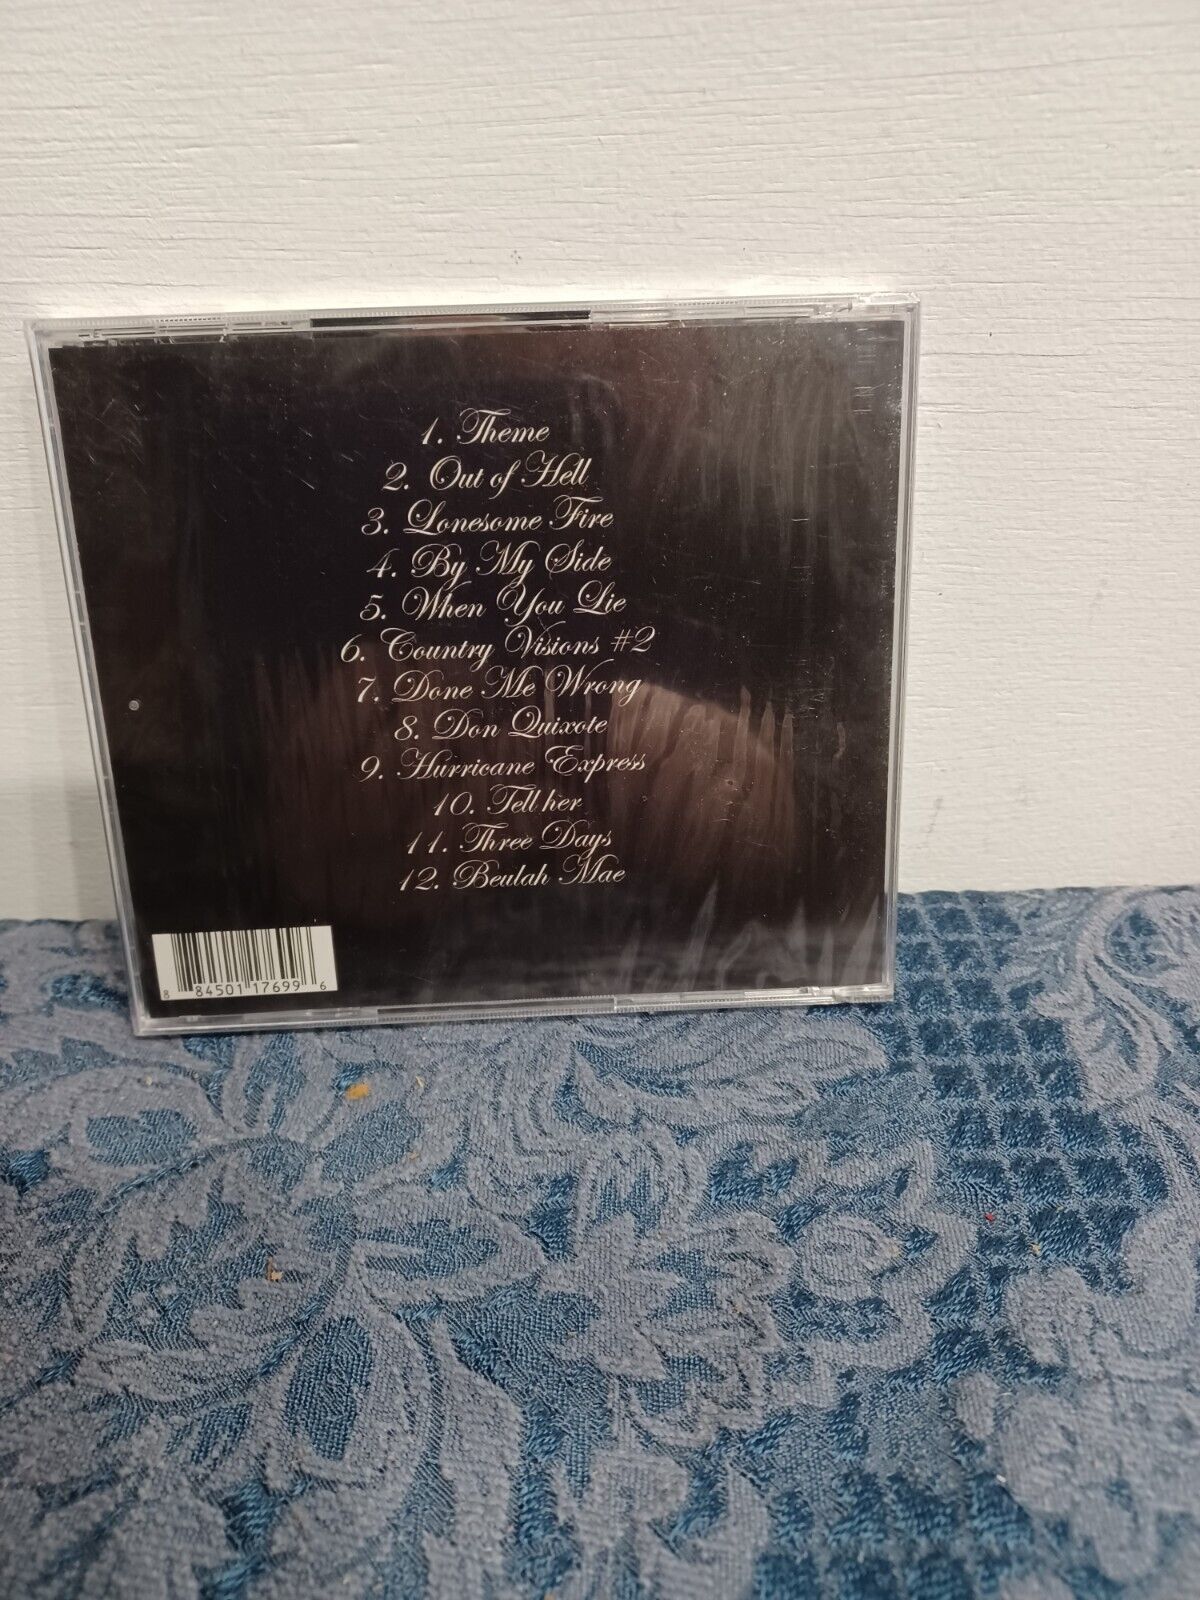 1. Theme
2. Out of Hell
3. Lonesome Fire
4. By My Side
5. When You Lie
6. Country Visions #2
7. Done Me Wrong
8. Don Quixote
9. Hurricane Express
10. Tell her
11. Three Days
12. Beulah Mae
8 84501 17699 6